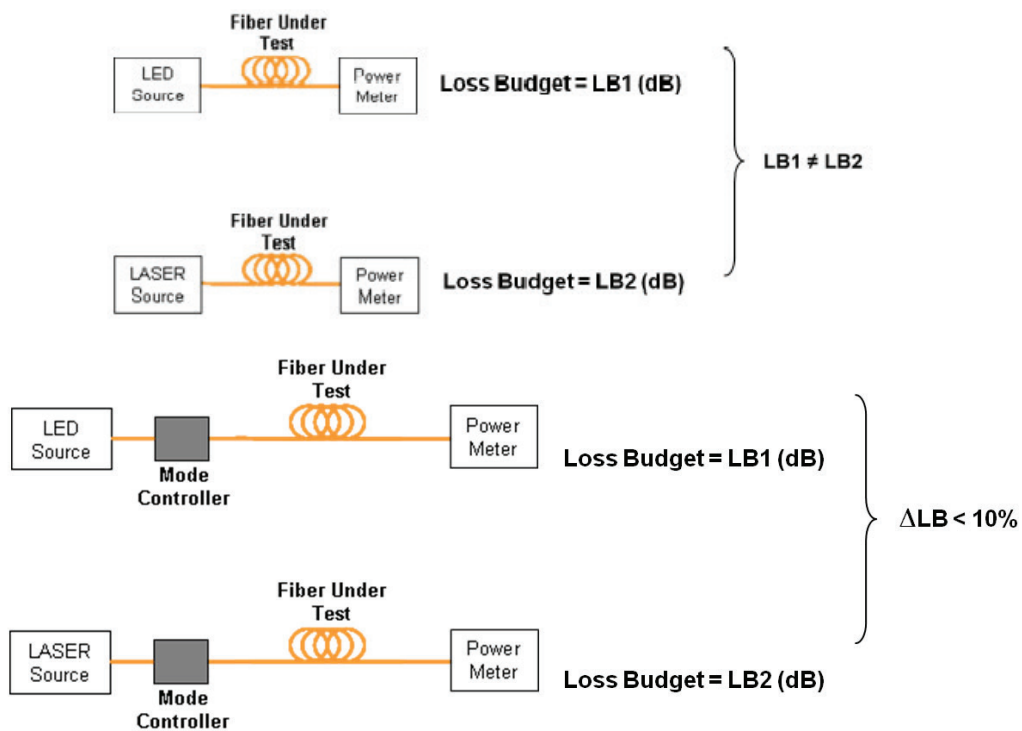 Fiber Under
Test
LED
Source
Power
Meter
Loss Budget = LB1 (dB)
LB1 ≠ LB2
Fiber Under
Test
LASER
Source
Power
Meter
Loss Budget = LB2 (dB)
Fiber Under
Test
LED
Source
Mode
Controller
Power
Meter
Loss Budget = LB1 (dB)
ΔLB < 10%
Fiber Under
Test
LASER
Source
Mode
Controller
Power
Meter
Loss Budget = LB2 (dB)